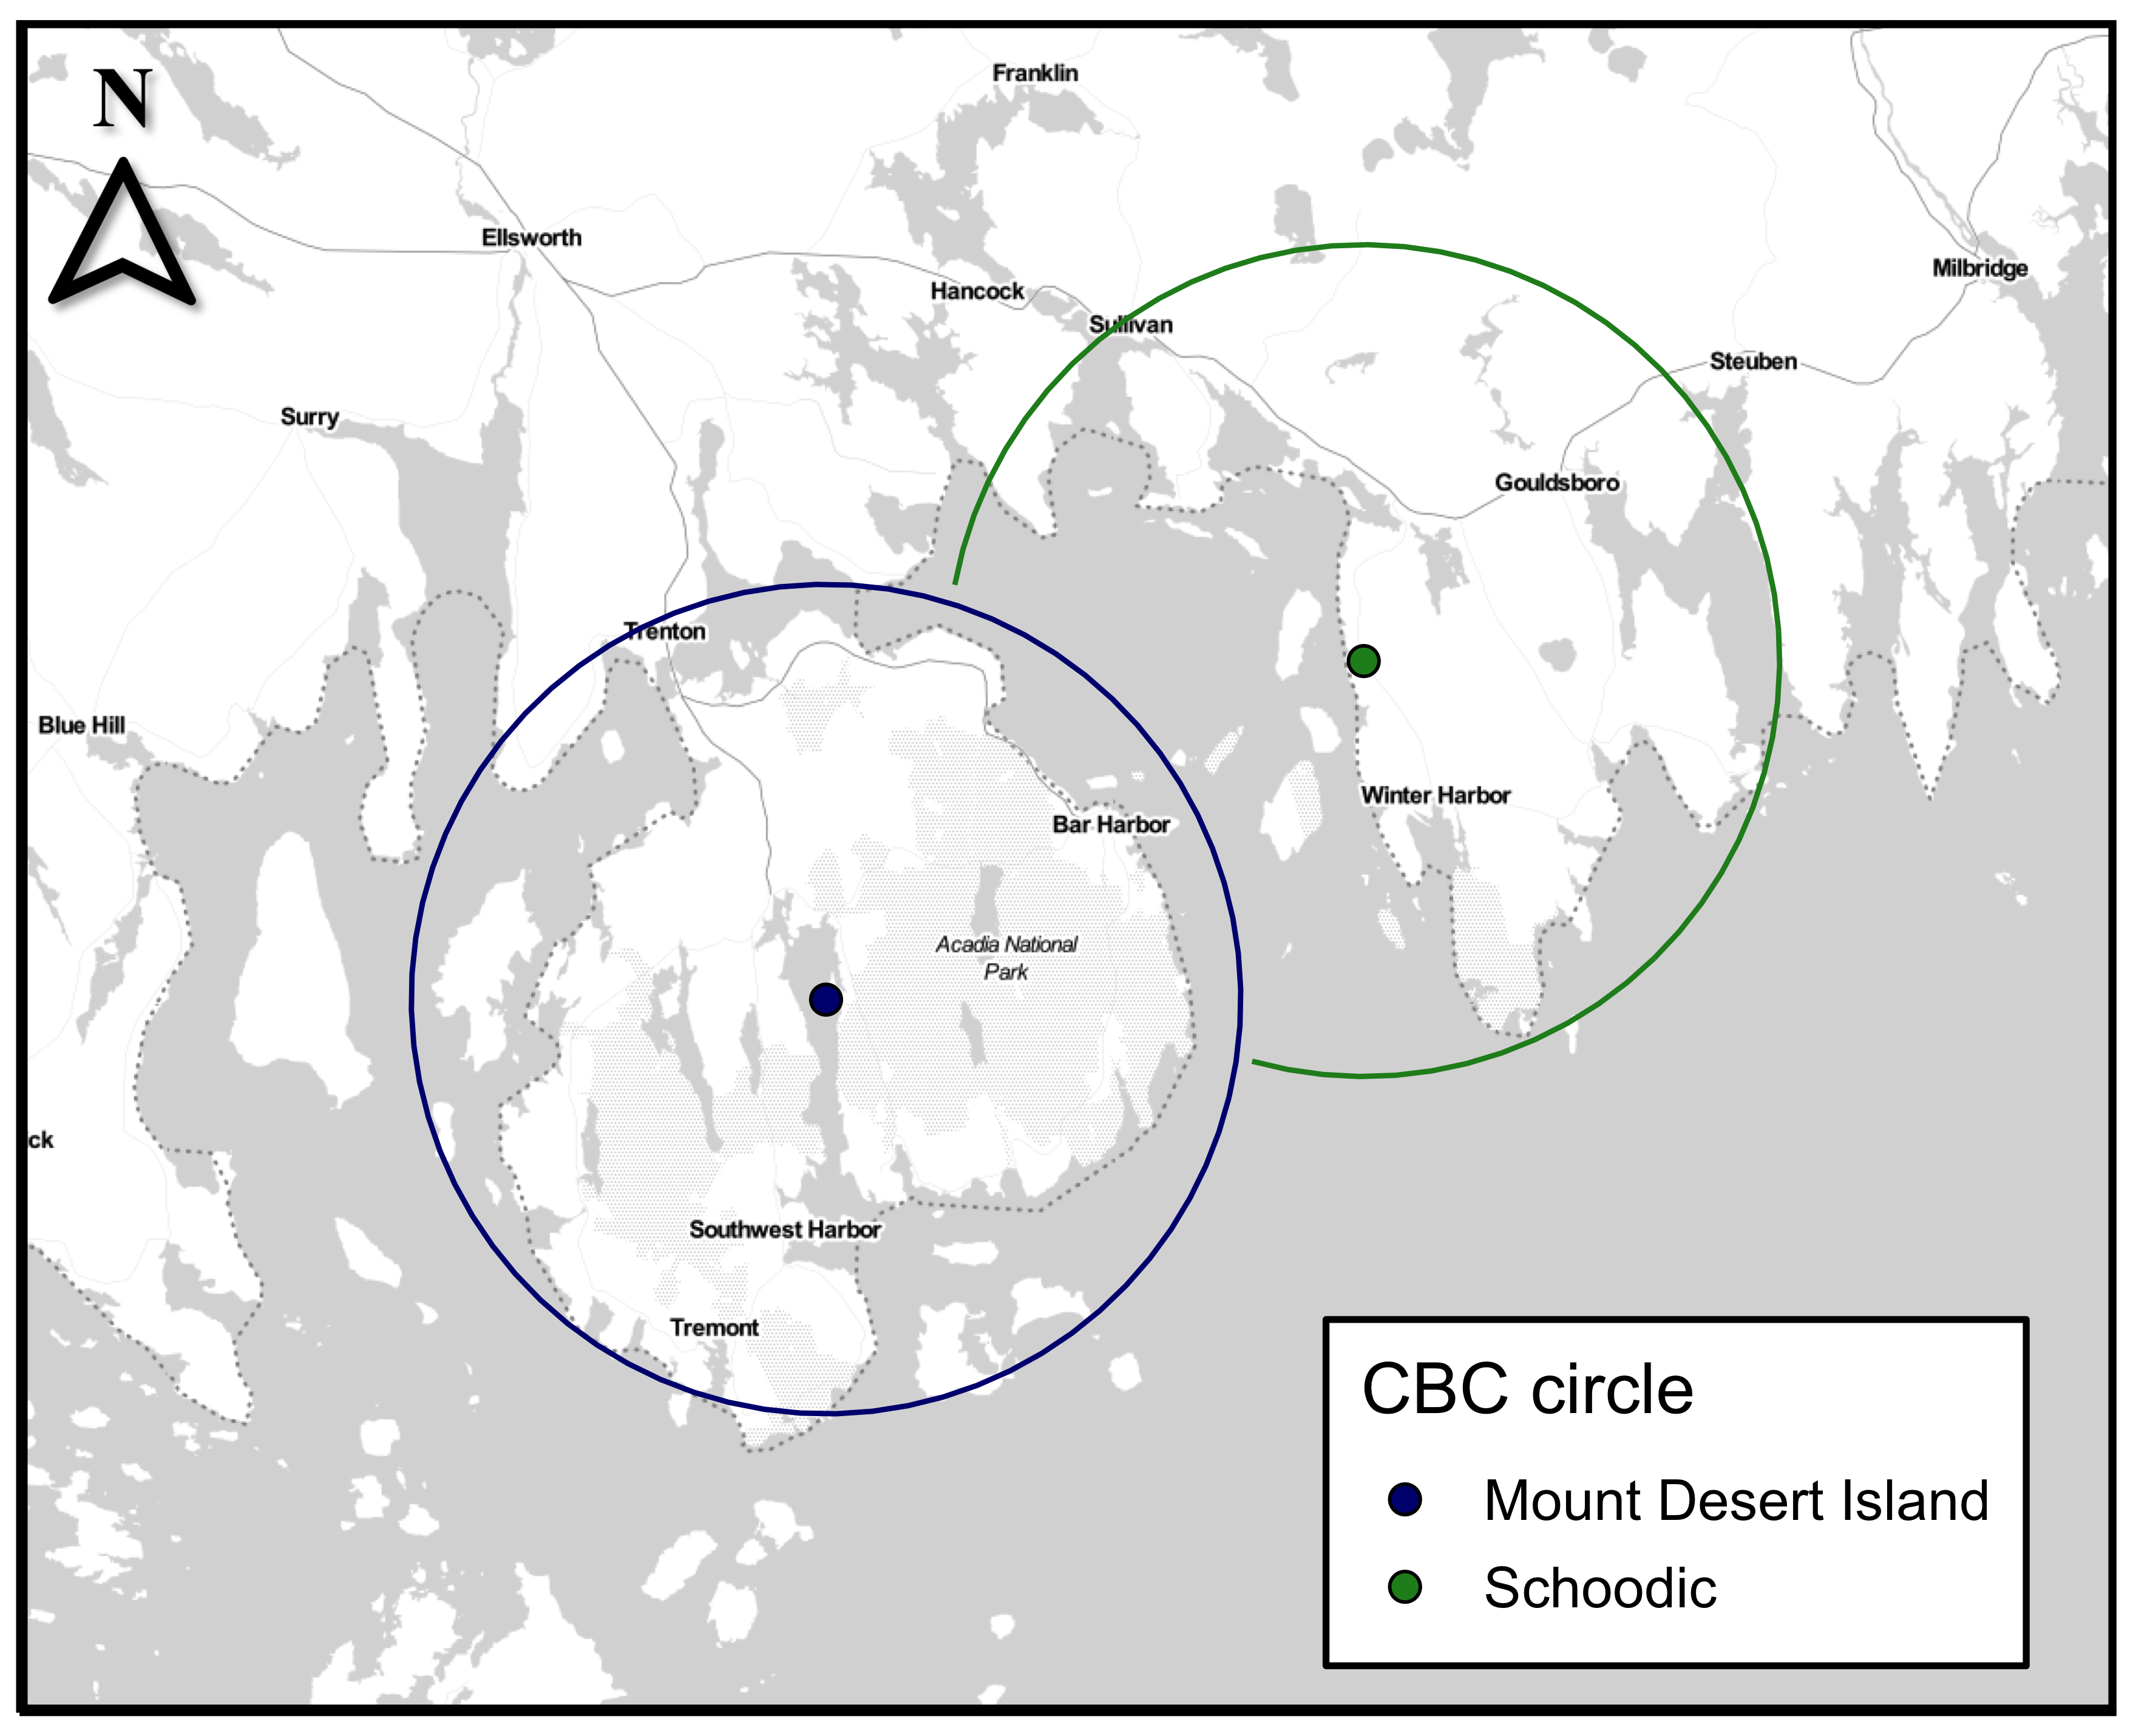 N
Franklin
Ellsworth
Hancock
Milbridge
Sullivan
Steuben
Surry
Gouldsboro
Trenton
Blue Hill
Winter Harbor
Bar Harbor
Acadia National
Park
ck
Southwest Harbor
Tremont
CBC circle
Mount Desert Island
Schoodic